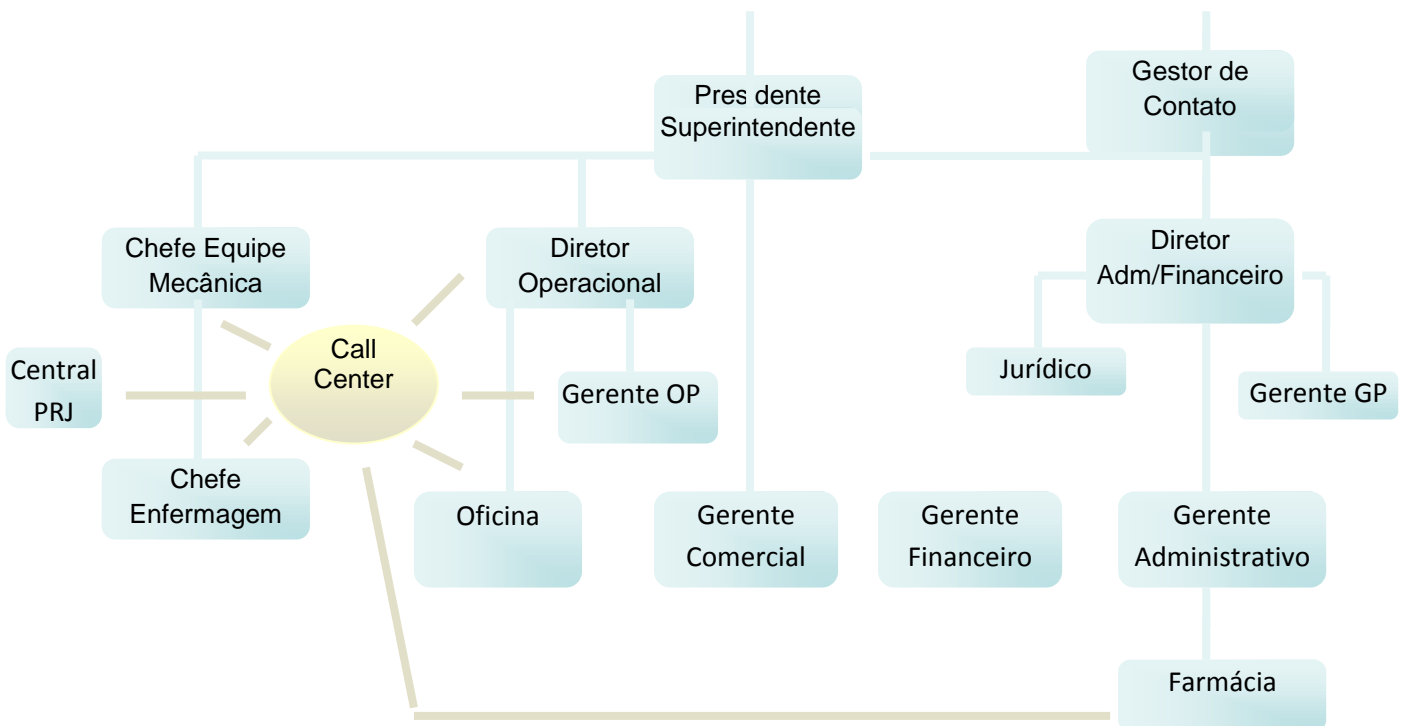 Pres dente
Superintendente
Gestor de
Contato
Chefe Equipe
Mecânica
Diretor
Operacional
Diretor
Adm/Financeiro
Call
Center
Central
PRJ
Gerente OP
Jurídico
Gerente GP
Chefe
Enfermagem
Oficina
Gerente
Comercial
Gerente
Financeiro
Gerente
Administrativo
Farmácia